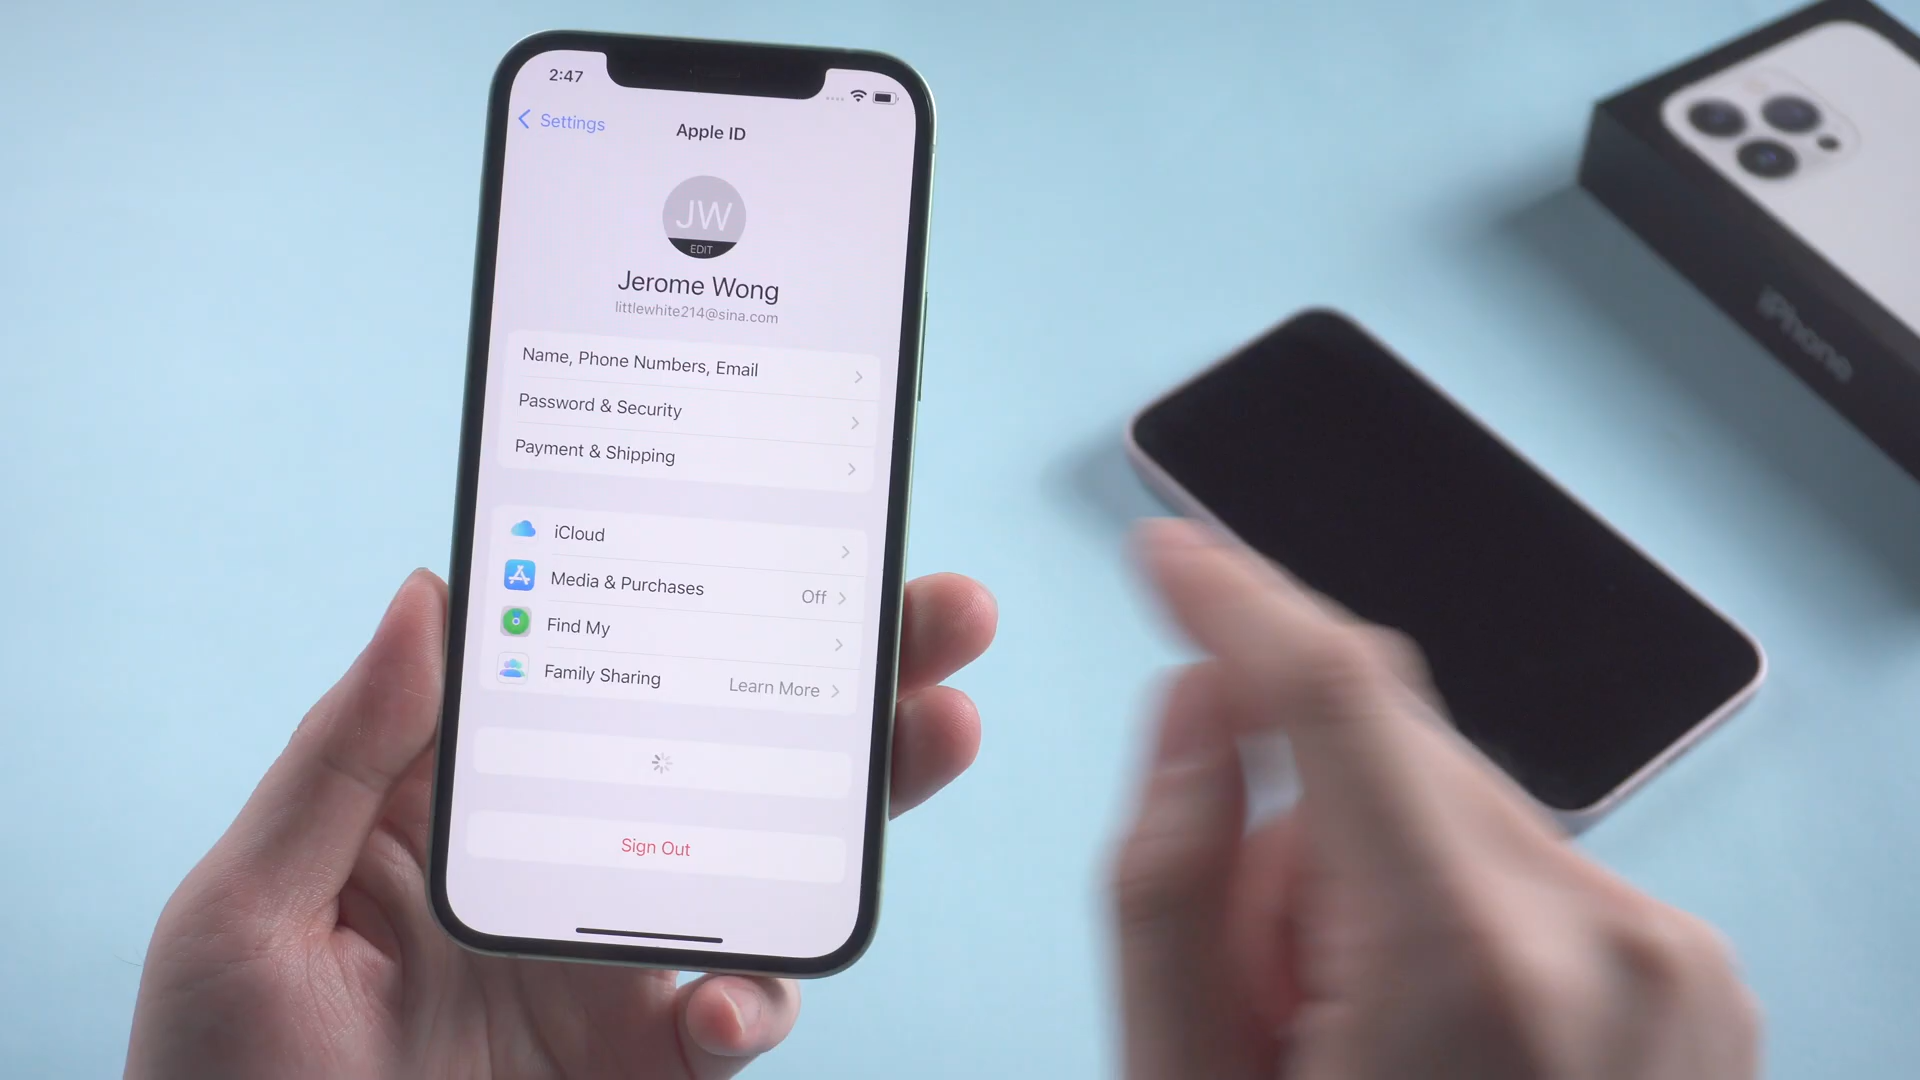 2:47
Settings
Apple ID
JW
EDIT
Jerome Wong
littlewhite214@sina.com
Name, Phone Numbers, Email
Password & Security
Payment & Shipping
iCloud
Media & Purchases Off
Find My
Family Sharing Learn More
Sign Out
iPhone